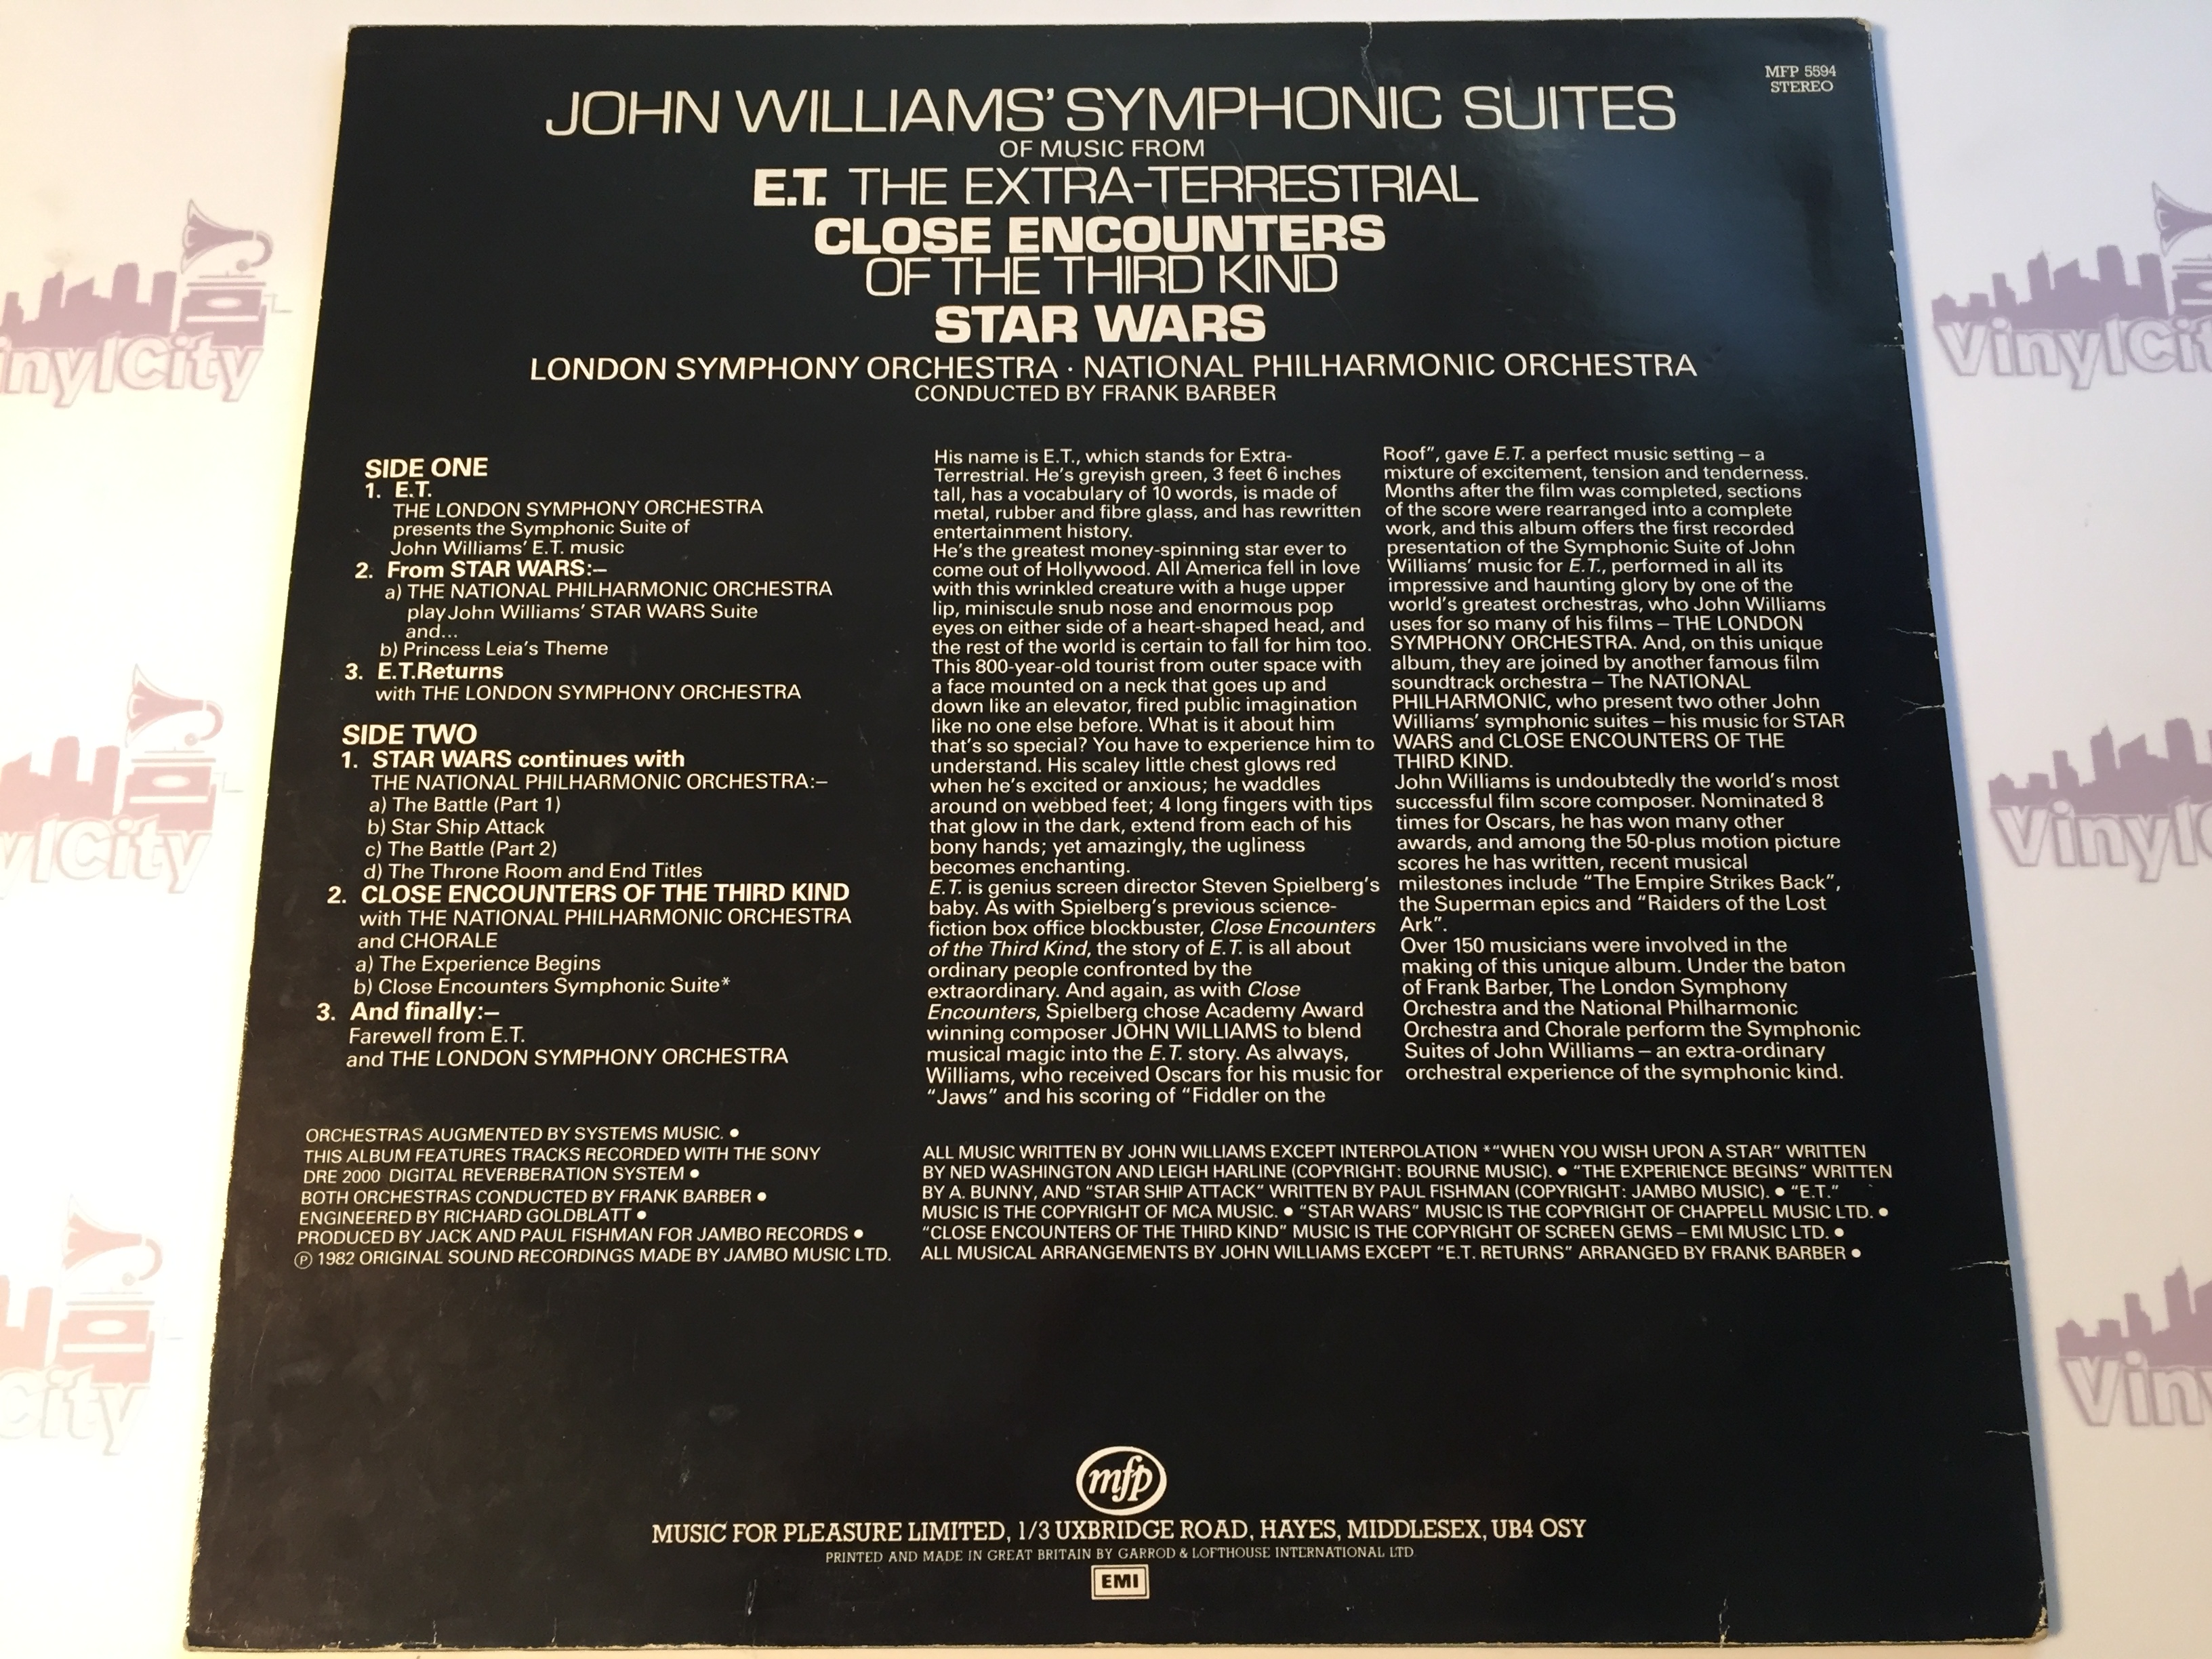 MFP 5594
STEREO
JOHN WILLIAMS' SYMPHONIC SUITES
OF MUSIC FROM
E.T. THE EXTRA-TERRESTRIAL
CLOSE ENCOUNTERS
OF THE THIRD KIND
STAR WARS
LONDON SYMPHONY ORCHESTRA · NATIONAL PHILHARMONIC ORCHESTRA
CONDUCTED BY FRANK BARBER
SIDE ONE
1. E.T.
THE LONDON SYMPHONY ORCHESTRA
presents the Symphonic Suite of
John Williams' E.T. music
2. From STAR WARS:–
a) THE NATIONAL PHILHARMONIC ORCHESTRA
play John Williams' STAR WARS Suite
and...
b) Princess Leia's Theme
3. E.T.Returns
with THE LONDON SYMPHONY ORCHESTRA
SIDE TWO
1. STAR WARS continues with
THE NATIONAL PHILHARMONIC ORCHESTRA:–
a) The Battle (Part 1)
b) Star Ship Attack
c) The Battle (Part 2)
d) The Throne Room and End Titles
2. CLOSE ENCOUNTERS OF THE THIRD KIND
with THE NATIONAL PHILHARMONIC ORCHESTRA
and CHORALE
a) The Experience Begins
b) Close Encounters Symphonic Suite*
3. And finally:–
Farewell from E.T.
and THE LONDON SYMPHONY ORCHESTRA
His name is E.T., which stands for Extra-
Terrestrial. He's greyish green, 3 feet 6 inches
tall, has a vocabulary of 10 words, is made of
metal, rubber and fibre glass, and has rewritten
entertainment history.
He's the greatest money-spinning star ever to
come out of Hollywood. All America fell in love
with this wrinkled creature with a huge upper
lip, miniscule snub nose and enormous pop
eyes on either side of a heart-shaped head, and
the rest of the world is certain to fall for him too.
This 800-year-old tourist from outer space with
a face mounted on a neck that goes up and
down like an elevator, fired public imagination
like no one else before. What is it about him
that's so special? You have to experience him to
understand. His scaley little chest glows red
when he's excited or anxious; he waddles
around on webbed feet; 4 long fingers with tips
that glow in the dark, extend from each of his
bony hands; yet amazingly, the ugliness
becomes enchanting.
E.T. is genius screen director Steven Spielberg's
baby. As with Spielberg's previous science-
fiction box office blockbuster, Close Encounters
of the Third Kind, the story of E.T. is all about
ordinary people confronted by the
extraordinary. And again, as with Close
Encounters, Spielberg chose Academy Award
winning composer JOHN WILLIAMS to blend
musical magic into the E.T. story. As always,
Williams, who received Oscars for his music for
"Jaws" and his scoring of "Fiddler on the
Roof", gave E.T. a perfect music setting – a
mixture of excitement, tension and tenderness.
Months after the film was completed, sections
of the score were rearranged into a complete
work, and this album offers the first recorded
presentation of the Symphonic Suite of John
Williams' music for E.T., performed in all its
impressive and haunting glory by one of the
world's greatest orchestras, who John Williams
uses for so many of his films – THE LONDON
SYMPHONY ORCHESTRA. And, on this unique
album, they are joined by another famous film
soundtrack orchestra – The NATIONAL
PHILHARMONIC, who present two other John
Williams' symphonic suites – his music for STAR
WARS and CLOSE ENCOUNTERS OF THE
THIRD KIND.
John Williams is undoubtedly the world's most
successful film score composer. Nominated 8
times for Oscars, he has won many other
awards, and among the 50-plus motion picture
scores he has written, recent musical
milestones include "The Empire Strikes Back",
the Superman epics and "Raiders of the Lost
Ark".
Over 150 musicians were involved in the
making of this unique album. Under the baton
of Frank Barber, The London Symphony
Orchestra and the National Philharmonic
Orchestra and Chorale perform the Symphonic
Suites of John Williams – an extra-ordinary
orchestral experience of the symphonic kind.
ORCHESTRAS AUGMENTED BY SYSTEMS MUSIC. ●
THIS ALBUM FEATURES TRACKS RECORDED WITH THE SONY
DRE 2000 DIGITAL REVERBERATION SYSTEM ●
BOTH ORCHESTRAS CONDUCTED BY FRANK BARBER ●
ENGINEERED BY RICHARD GOLDBLATT ●
PRODUCED BY JACK AND PAUL FISHMAN FOR JAMBO RECORDS ●
℗ 1982 ORIGINAL SOUND RECORDINGS MADE BY JAMBO MUSIC LTD.
ALL MUSIC WRITTEN BY JOHN WILLIAMS EXCEPT INTERPOLATION *"WHEN YOU WISH UPON A STAR" WRITTEN
BY NED WASHINGTON AND LEIGH HARLINE (COPYRIGHT: BOURNE MUSIC). ● "THE EXPERIENCE BEGINS" WRITTEN
BY A. BUNNY, AND "STAR SHIP ATTACK" WRITTEN BY PAUL FISHMAN (COPYRIGHT: JAMBO MUSIC). ● "E.T."
MUSIC IS THE COPYRIGHT OF MCA MUSIC. ● "STAR WARS" MUSIC IS THE COPYRIGHT OF CHAPPELL MUSIC LTD. ●
"CLOSE ENCOUNTERS OF THE THIRD KIND" MUSIC IS THE COPYRIGHT OF SCREEN GEMS – EMI MUSIC LTD. ●
ALL MUSICAL ARRANGEMENTS BY JOHN WILLIAMS EXCEPT "E.T. RETURNS" ARRANGED BY FRANK BARBER ●
mfp
MUSIC FOR PLEASURE LIMITED, 1/3 UXBRIDGE ROAD, HAYES, MIDDLESEX, UB4 OSY
PRINTED AND MADE IN GREAT BRITAIN BY GARROD & LOFTHOUSE INTERNATIONAL LTD.
EMI
inylCity
VinylCit
ylCity
VinylC
City
Viny